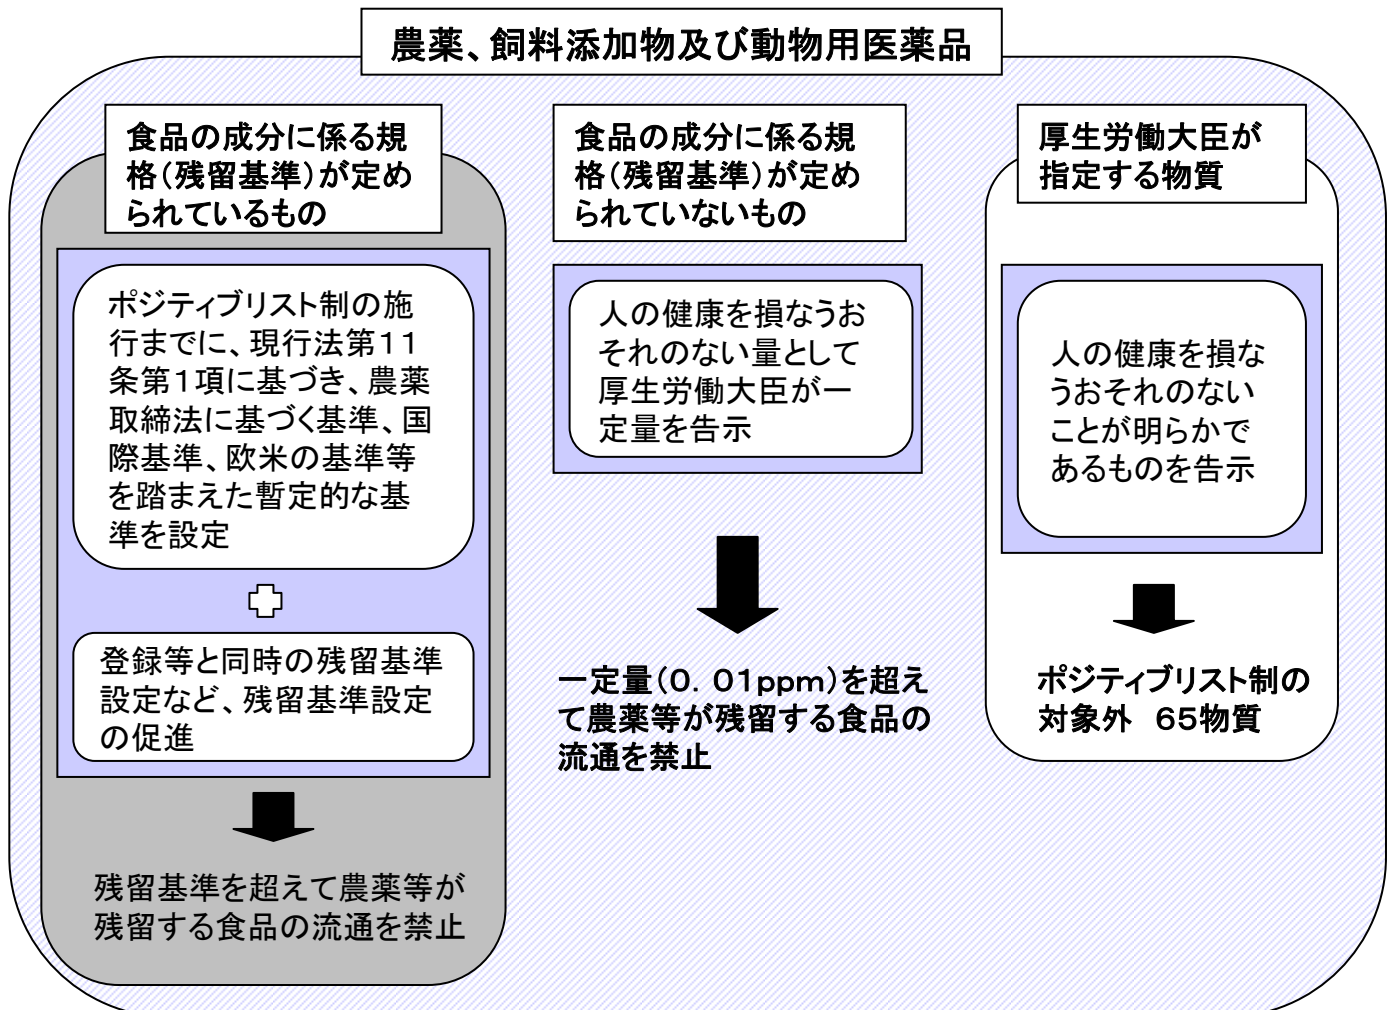 農薬、飼料添加物及び動物用医薬品
食品の成分に係る規
格(残留基準)が定め
られているもの
ポジティブリスト制の施
行までに、現行法第11
条第1項に基づき、農薬
取締法に基づく基準、国
際基準、欧米の基準等
を踏まえた暫定的な基
準を設定
登録等と同時の残留基準
設定など、残留基準設定
の促進
残留基準を超えて農薬等が
残留する食品の流通を禁止
食品の成分に係る規
格(残留基準)が定め
られていないもの
人の健康を損なうお
それのない量として
厚生労働大臣が一
定量を告示
一定量(0.01ppm)を超え
て農薬等が残留する食品の
流通を禁止
厚生労働大臣が
指定する物質
人の健康を損な
うおそれのない
ことが明らかで
あるものを告示
ポジティブリスト制の
対象外 65物質